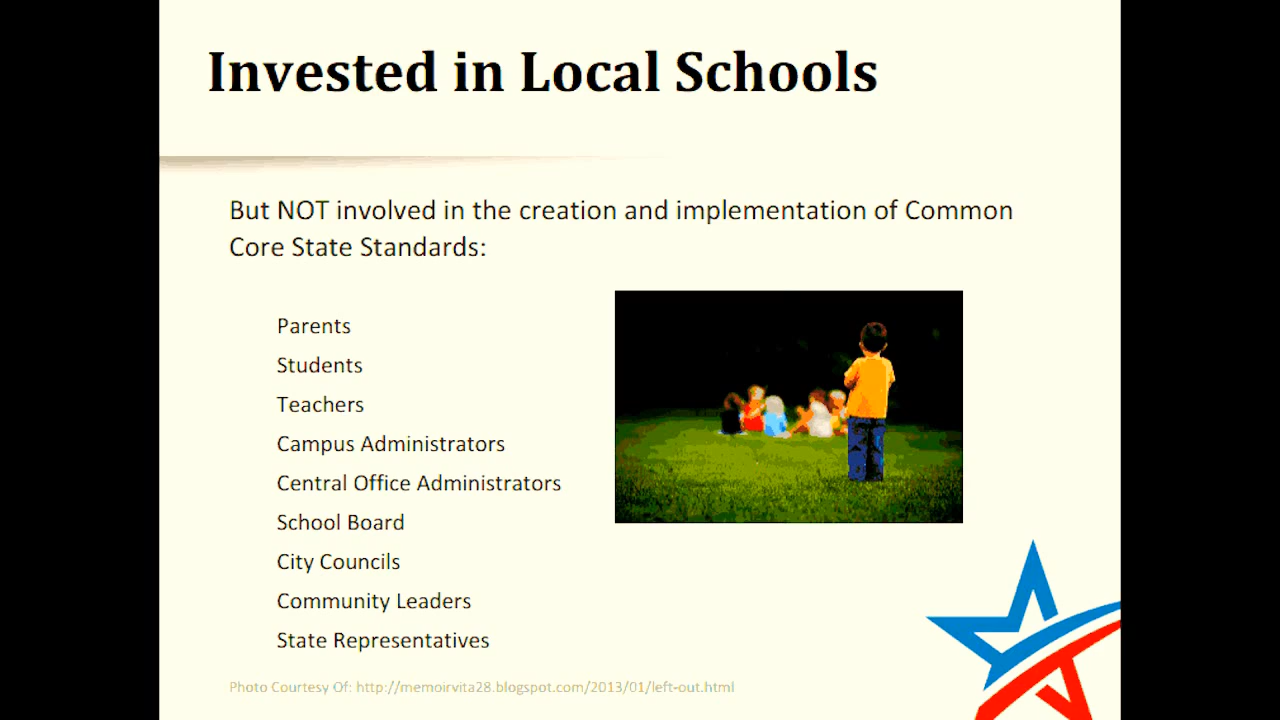 Invested in Local Schools
But NOT involved in the creation and implementation of Common
Core State Standards:
Parents
Students
Teachers
Campus Administrators
Central Office Administrators
School Board
City Councils
Community Leaders
State Representatives
Photo Courtesy Of: http://memoirvita28.blogspot.com/2013/01/left-out.html